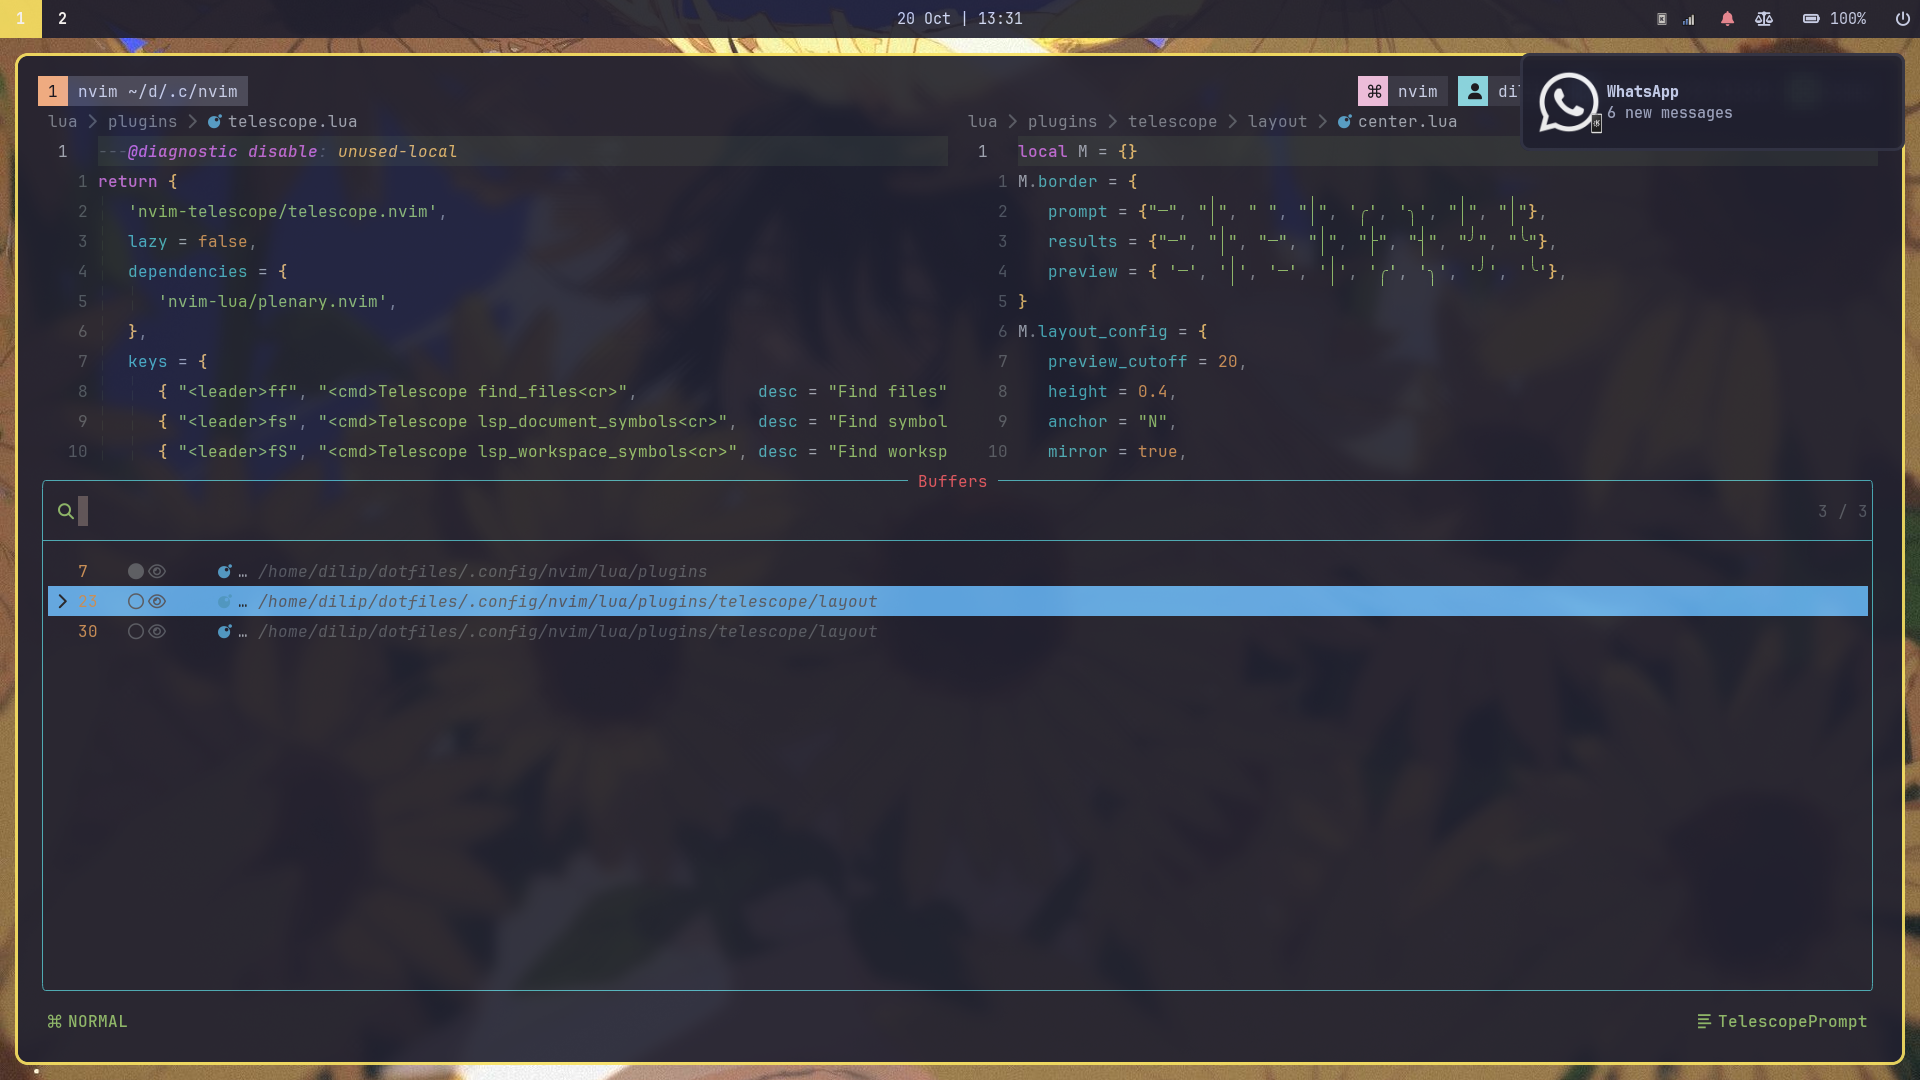 1 2 20 Oct | 13:31 100%
1 nvim ~/d/.c/nvim nvim
WhatsApp
6 new messages
lua > plugins > telescope.lua
1 ---@diagnostic disable: unused-local
1 return {
2 'nvim-telescope/telescope.nvim',
3 lazy = false,
4 dependencies = {
5 'nvim-lua/plenary.nvim',
6 },
7 keys = {
8 { "<leader>ff", "<cmd>Telescope find_files<cr>", desc = "Find files"
9 { "<leader>fs", "<cmd>Telescope lsp_document_symbols<cr>", desc = "Find symbol
10 { "<leader>fS", "<cmd>Telescope lsp_workspace_symbols<cr>", desc = "Find worksp
lua > plugins > telescope > layout > center.lua
1 local M = {}
1 M.border = {
2 prompt = {"─", "│", " ", "│", '╭', '╮', "│", "│"},
3 results = {"─", "│", "─", "│", "├", "┤", "╯", "╰"},
4 preview = { '─', '│', '─', '│', '╭', '╮', '╯', '╰'},
5 }
6 M.layout_config = {
7 preview_cutoff = 20,
8 height = 0.4,
9 anchor = "N",
10 mirror = true,
Buffers
3 / 3
7 … /home/dilip/dotfiles/.config/nvim/lua/plugins
> 23 … /home/dilip/dotfiles/.config/nvim/lua/plugins/telescope/layout
30 … /home/dilip/dotfiles/.config/nvim/lua/plugins/telescope/layout
⌘ NORMAL TelescopePrompt